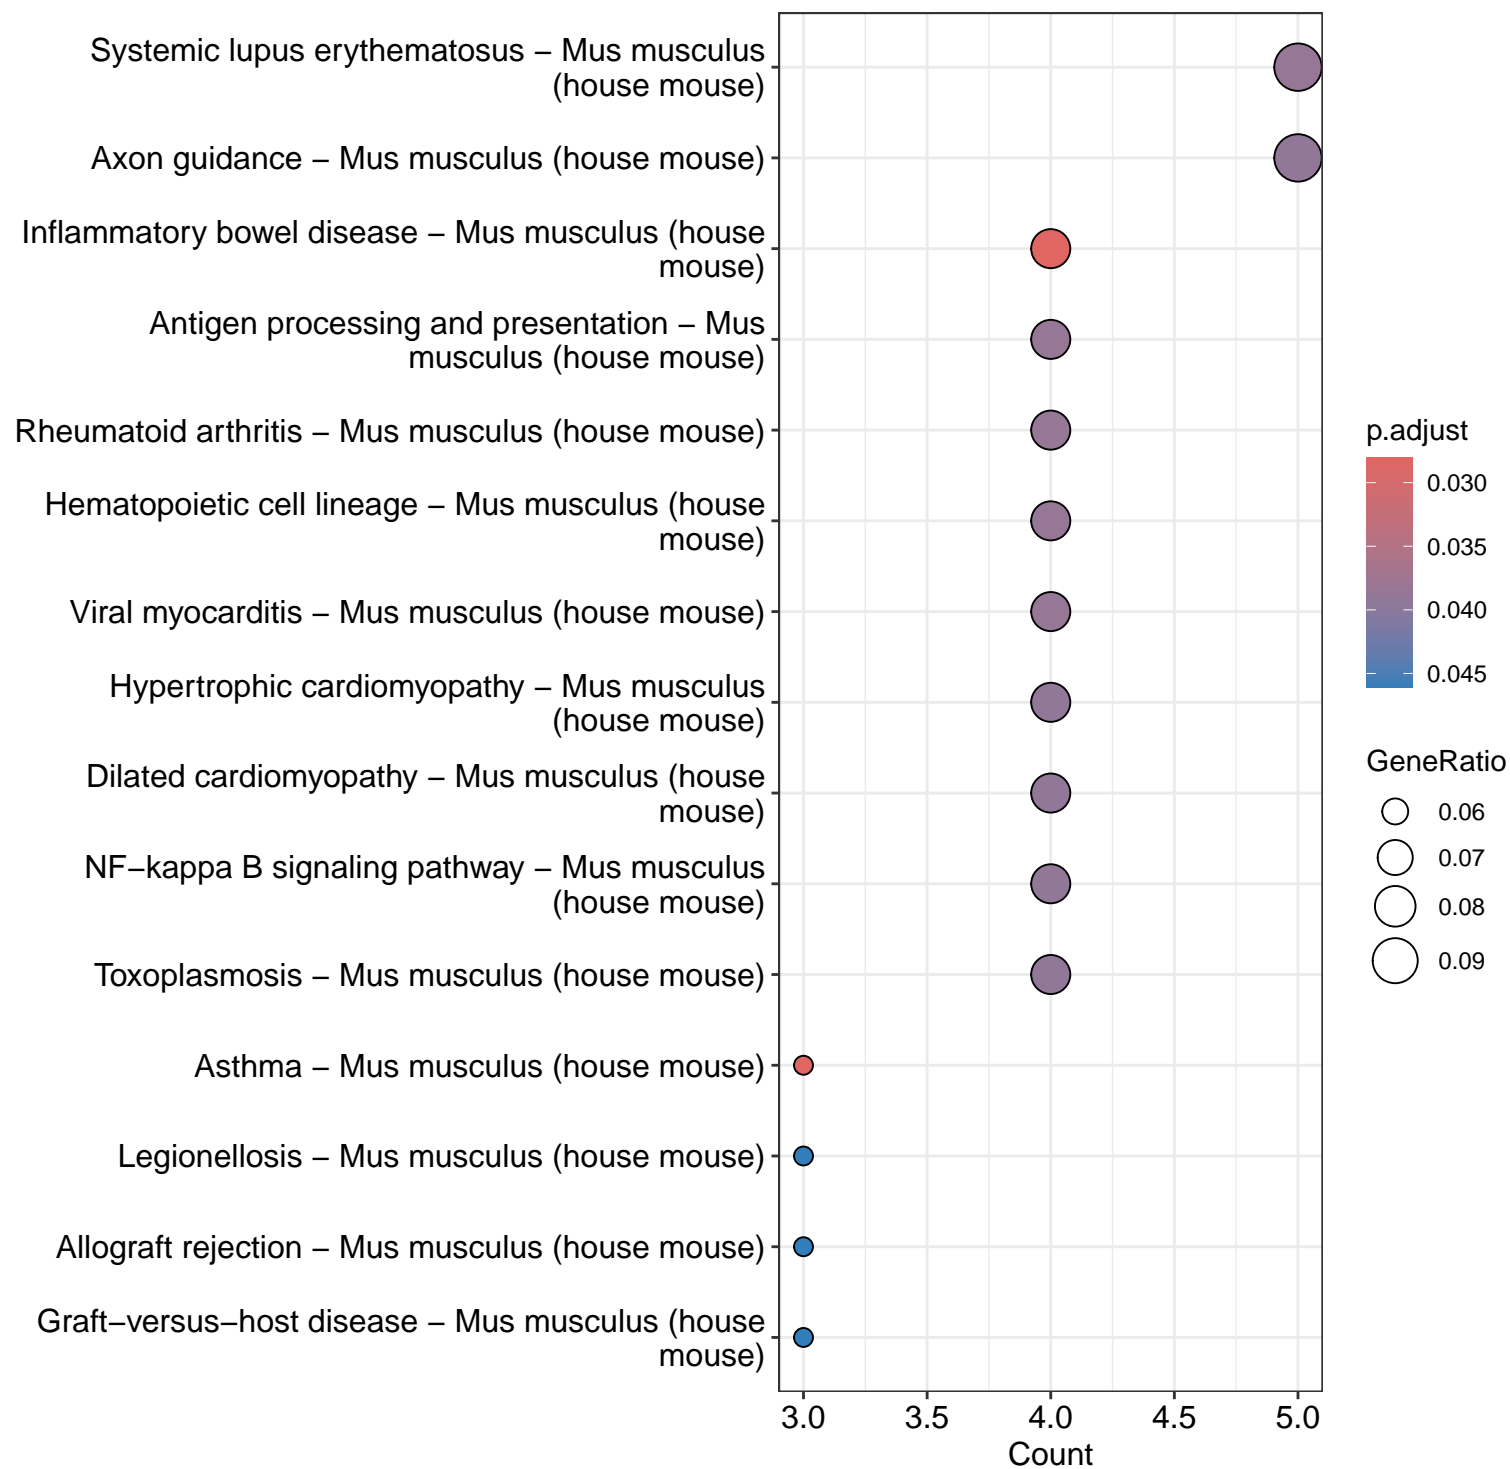 Systemic lupus erythematosus – Mus musculus
(house mouse)
Axon guidance – Mus musculus (house mouse)
Inflammatory bowel disease – Mus musculus (house
mouse)
Antigen processing and presentation – Mus
musculus (house mouse)
Rheumatoid arthritis – Mus musculus (house mouse)
Hematopoietic cell lineage – Mus musculus (house
mouse)
Viral myocarditis – Mus musculus (house mouse)
Hypertrophic cardiomyopathy – Mus musculus
(house mouse)
Dilated cardiomyopathy – Mus musculus (house
mouse)
NF–kappa B signaling pathway – Mus musculus
(house mouse)
Toxoplasmosis – Mus musculus (house mouse)
Asthma – Mus musculus (house mouse)
Legionellosis – Mus musculus (house mouse)
Allograft rejection – Mus musculus (house mouse)
Graft–versus–host disease – Mus musculus (house
mouse)
3.0 3.5 4.0 4.5 5.0
Count
p.adjust
0.030
0.035
0.040
0.045
GeneRatio
0.06
0.07
0.08
0.09